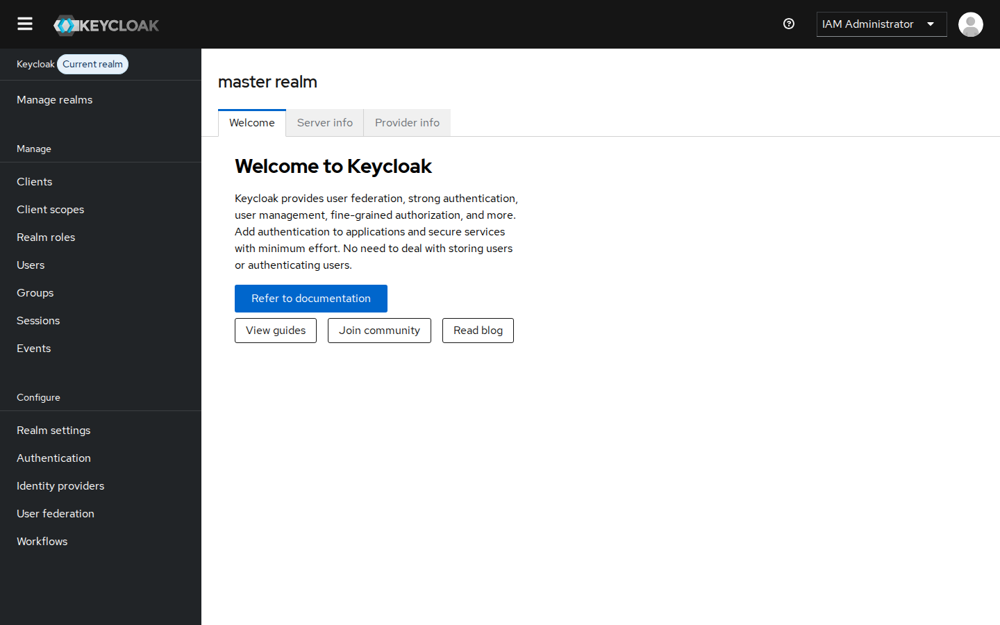 KEYCLOAK
IAM Administrator
Keycloak Current realm
Manage realms
Manage
Clients
Client scopes
Realm roles
Users
Groups
Sessions
Events
Configure
Realm settings
Authentication
Identity providers
User federation
Workflows
master realm
Welcome Server info Provider info
Welcome to Keycloak
Keycloak provides user federation, strong authentication,
user management, fine-grained authorization, and more.
Add authentication to applications and secure services
with minimum effort. No need to deal with storing users
or authenticating users.
Refer to documentation
View guides Join community Read blog